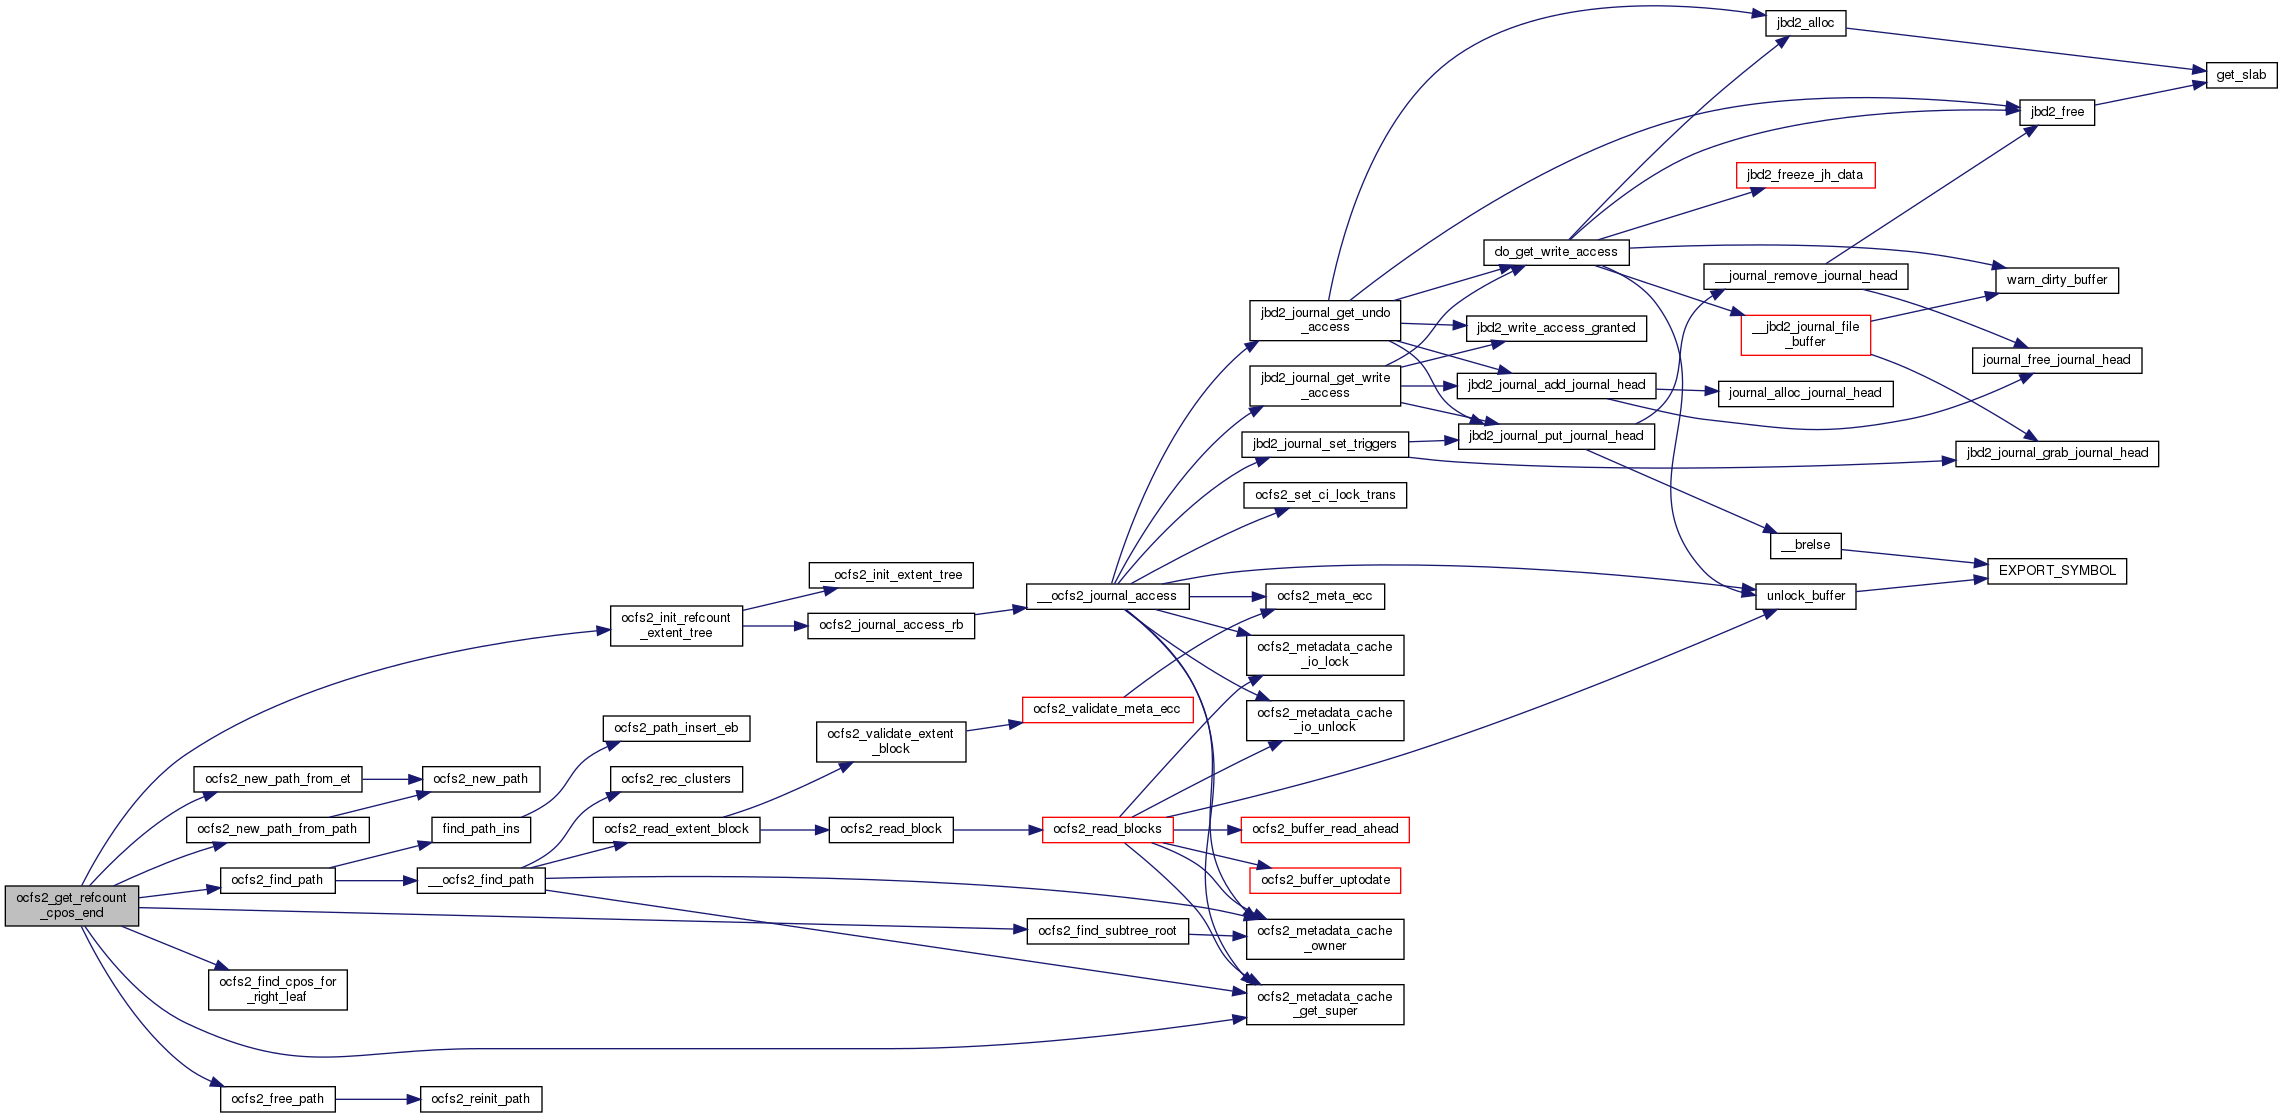 ocfs2_get_refcount
_cpos_end
ocfs2_init_refcount
_extent_tree
__ocfs2_init_extent_tree
ocfs2_journal_access_rb
__ocfs2_journal_access
jbd2_journal_get_undo
_access
jbd2_journal_get_write
_access
jbd2_journal_set_triggers
ocfs2_set_ci_lock_trans
ocfs2_meta_ecc
ocfs2_metadata_cache
_io_lock
ocfs2_metadata_cache
_io_unlock
ocfs2_metadata_cache
_owner
ocfs2_metadata_cache
_get_super
do_get_write_access
jbd2_write_access_granted
jbd2_journal_add_journal_head
jbd2_journal_put_journal_head
jbd2_alloc
jbd2_free
get_slab
jbd2_freeze_jh_data
__journal_remove_journal_head
warn_dirty_buffer
__jbd2_journal_file
_buffer
journal_free_journal_head
journal_alloc_journal_head
jbd2_journal_grab_journal_head
__brelse
unlock_buffer
EXPORT_SYMBOL
ocfs2_new_path_from_et
ocfs2_new_path
ocfs2_new_path_from_path
ocfs2_find_path
find_path_ins
ocfs2_path_insert_eb
__ocfs2_find_path
ocfs2_rec_clusters
ocfs2_read_extent_block
ocfs2_validate_extent
_block
ocfs2_validate_meta_ecc
ocfs2_read_block
ocfs2_read_blocks
ocfs2_buffer_read_ahead
ocfs2_buffer_uptodate
ocfs2_find_subtree_root
ocfs2_find_cpos_for
_right_leaf
ocfs2_free_path
ocfs2_reinit_path